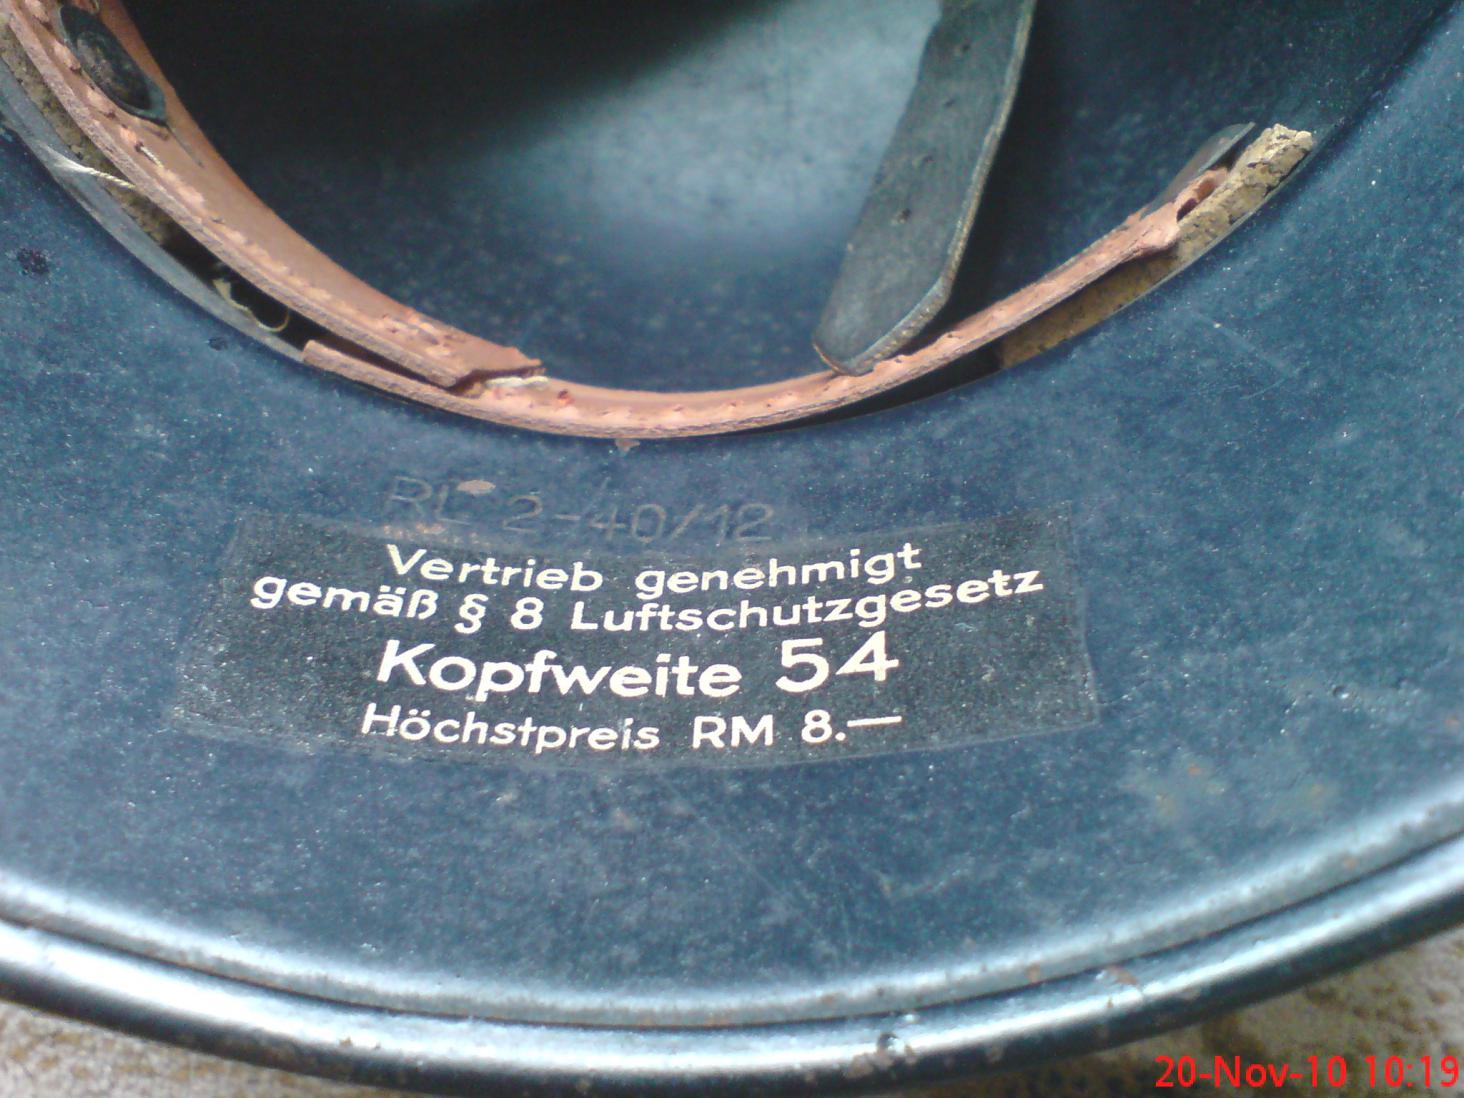 RL 2-40/12
Vertrieb genehmigt
gemäß § 8 Luftschutzgesetz
Kopfweite 54
Höchstpreis RM 8.—
20-Nov-10 10:19